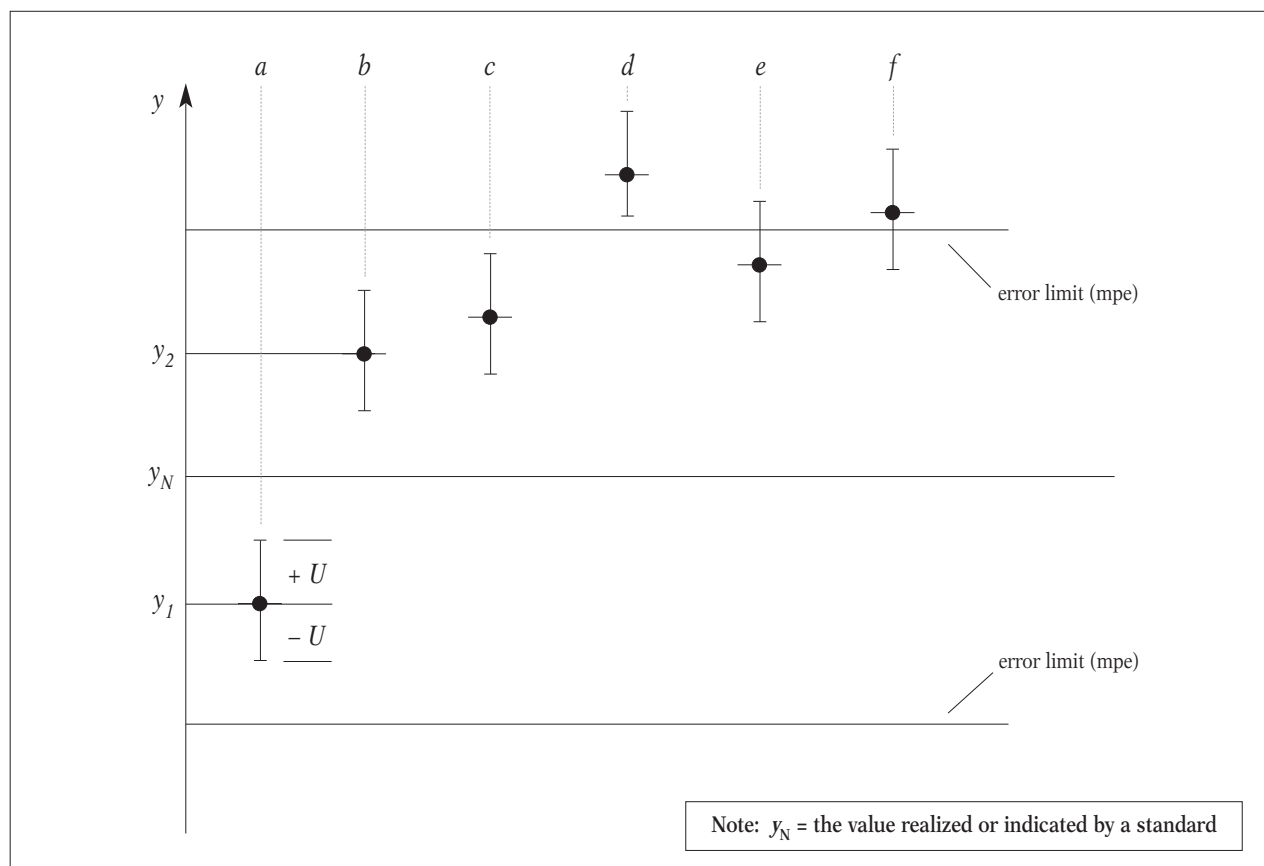 a b c d e f
y
error limit (mpe)
y2
yN
+ U
y1
– U
error limit (mpe)
Note: yN = the value realized or indicated by a standard